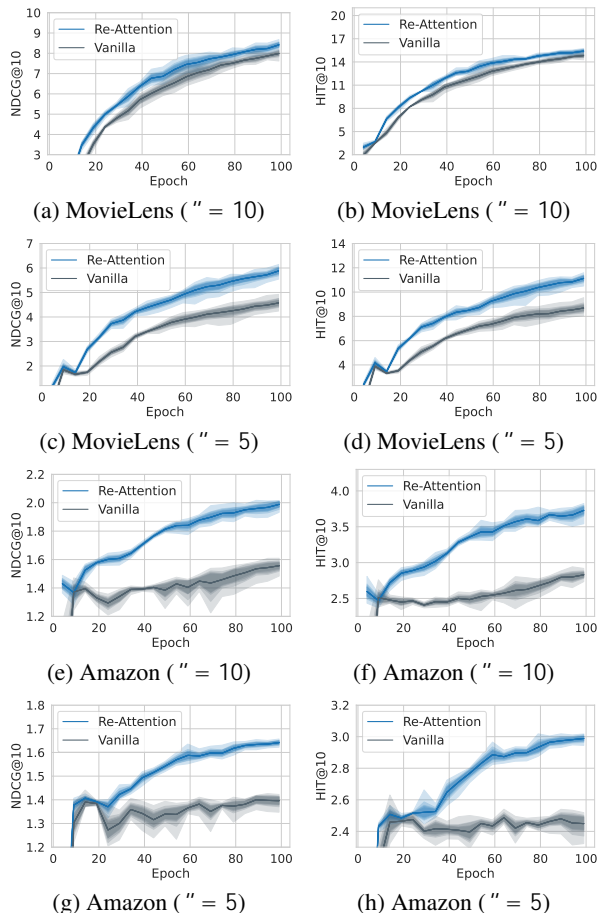 10
9
8
7
6
5
4
3
NDCG@10
Re-Attention
Vanilla
0 20 40 60 80 100
Epoch
(a) MovieLens ( " = 10)
20
17
14
11
8
5
2
HIT@10
Re-Attention
Vanilla
0 20 40 60 80 100
Epoch
(b) MovieLens ( " = 10)
7
6
5
4
3
2
NDCG@10
Re-Attention
Vanilla
0 20 40 60 80 100
Epoch
(c) MovieLens ( " = 5)
14
12
10
8
6
4
HIT@10
Re-Attention
Vanilla
0 20 40 60 80 100
Epoch
(d) MovieLens ( " = 5)
2.2
2.0
1.8
1.6
1.4
1.2
NDCG@10
Re-Attention
Vanilla
0 20 40 60 80 100
Epoch
(e) Amazon ( " = 10)
4.0
3.5
3.0
2.5
HIT@10
Re-Attention
Vanilla
0 20 40 60 80 100
Epoch
(f) Amazon ( " = 10)
1.8
1.7
1.6
1.5
1.4
1.3
1.2
NDCG@10
Re-Attention
Vanilla
0 20 40 60 80 100
Epoch
(g) Amazon ( " = 5)
3.2
3.0
2.8
2.6
2.4
HIT@10
Re-Attention
Vanilla
0 20 40 60 80 100
Epoch
(h) Amazon ( " = 5)